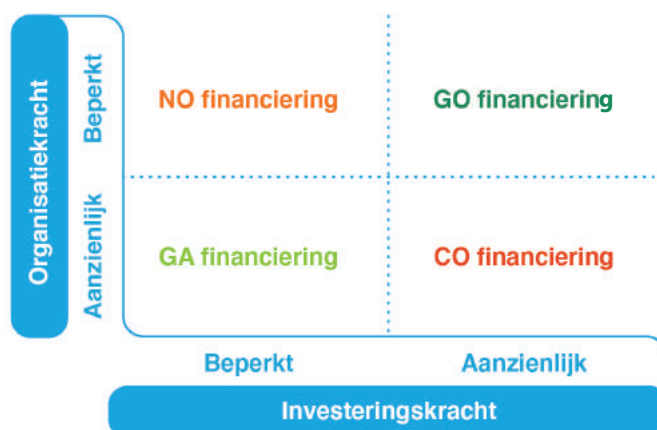 Organisatiekracht
Beperkt
Aanzienlijk
NO financiering
GO financiering
GA financiering
CO financiering
Beperkt
Aanzienlijk
Investeringskracht